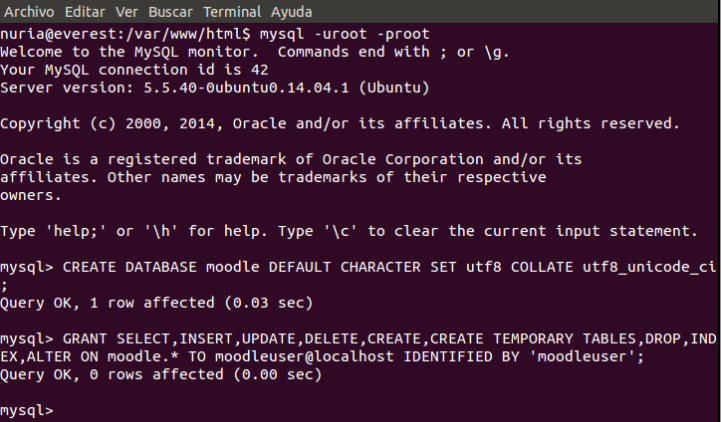 Archivo Editar Ver Buscar Terminal Ayuda
nuria@everest:/var/www/html$ mysql -uroot -proot
Welcome to the MySQL monitor.  Commands end with ; or \g.
Your MySQL connection id is 42
Server version: 5.5.40-0ubuntu0.14.04.1 (Ubuntu)

Copyright (c) 2000, 2014, Oracle and/or its affiliates. All rights reserved.

Oracle is a registered trademark of Oracle Corporation and/or its
affiliates. Other names may be trademarks of their respective
owners.

Type 'help;' or '\h' for help. Type '\c' to clear the current input statement.

mysql> CREATE DATABASE moodle DEFAULT CHARACTER SET utf8 COLLATE utf8_unicode_ci
;
Query OK, 1 row affected (0.03 sec)

mysql> GRANT SELECT,INSERT,UPDATE,DELETE,CREATE,CREATE TEMPORARY TABLES,DROP,IND
EX,ALTER ON moodle.* TO moodleuser@localhost IDENTIFIED BY 'moodleuser';
Query OK, 0 rows affected (0.00 sec)

mysql>